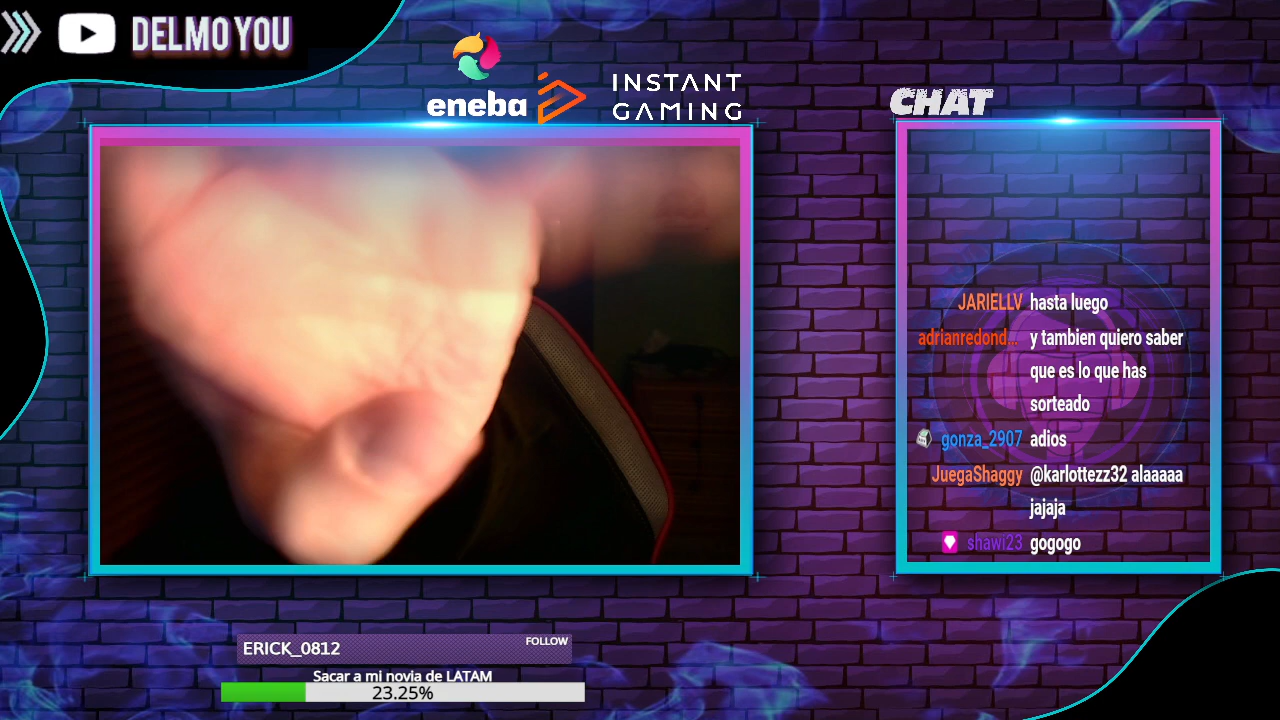 DELMO YOU
eneba
INSTANT
GAMING
CHAT
JARIELLV hasta luego
adrianredond... y tambien quiero saber
que es lo que has
sorteado
gonza_2907 adios
JuegaShaggy @karlottezz32 alaaaaa
jajaja
shawi23 gogogo
ERICK_0812 FOLLOW
Sacar a mi novia de LATAM
23.25%